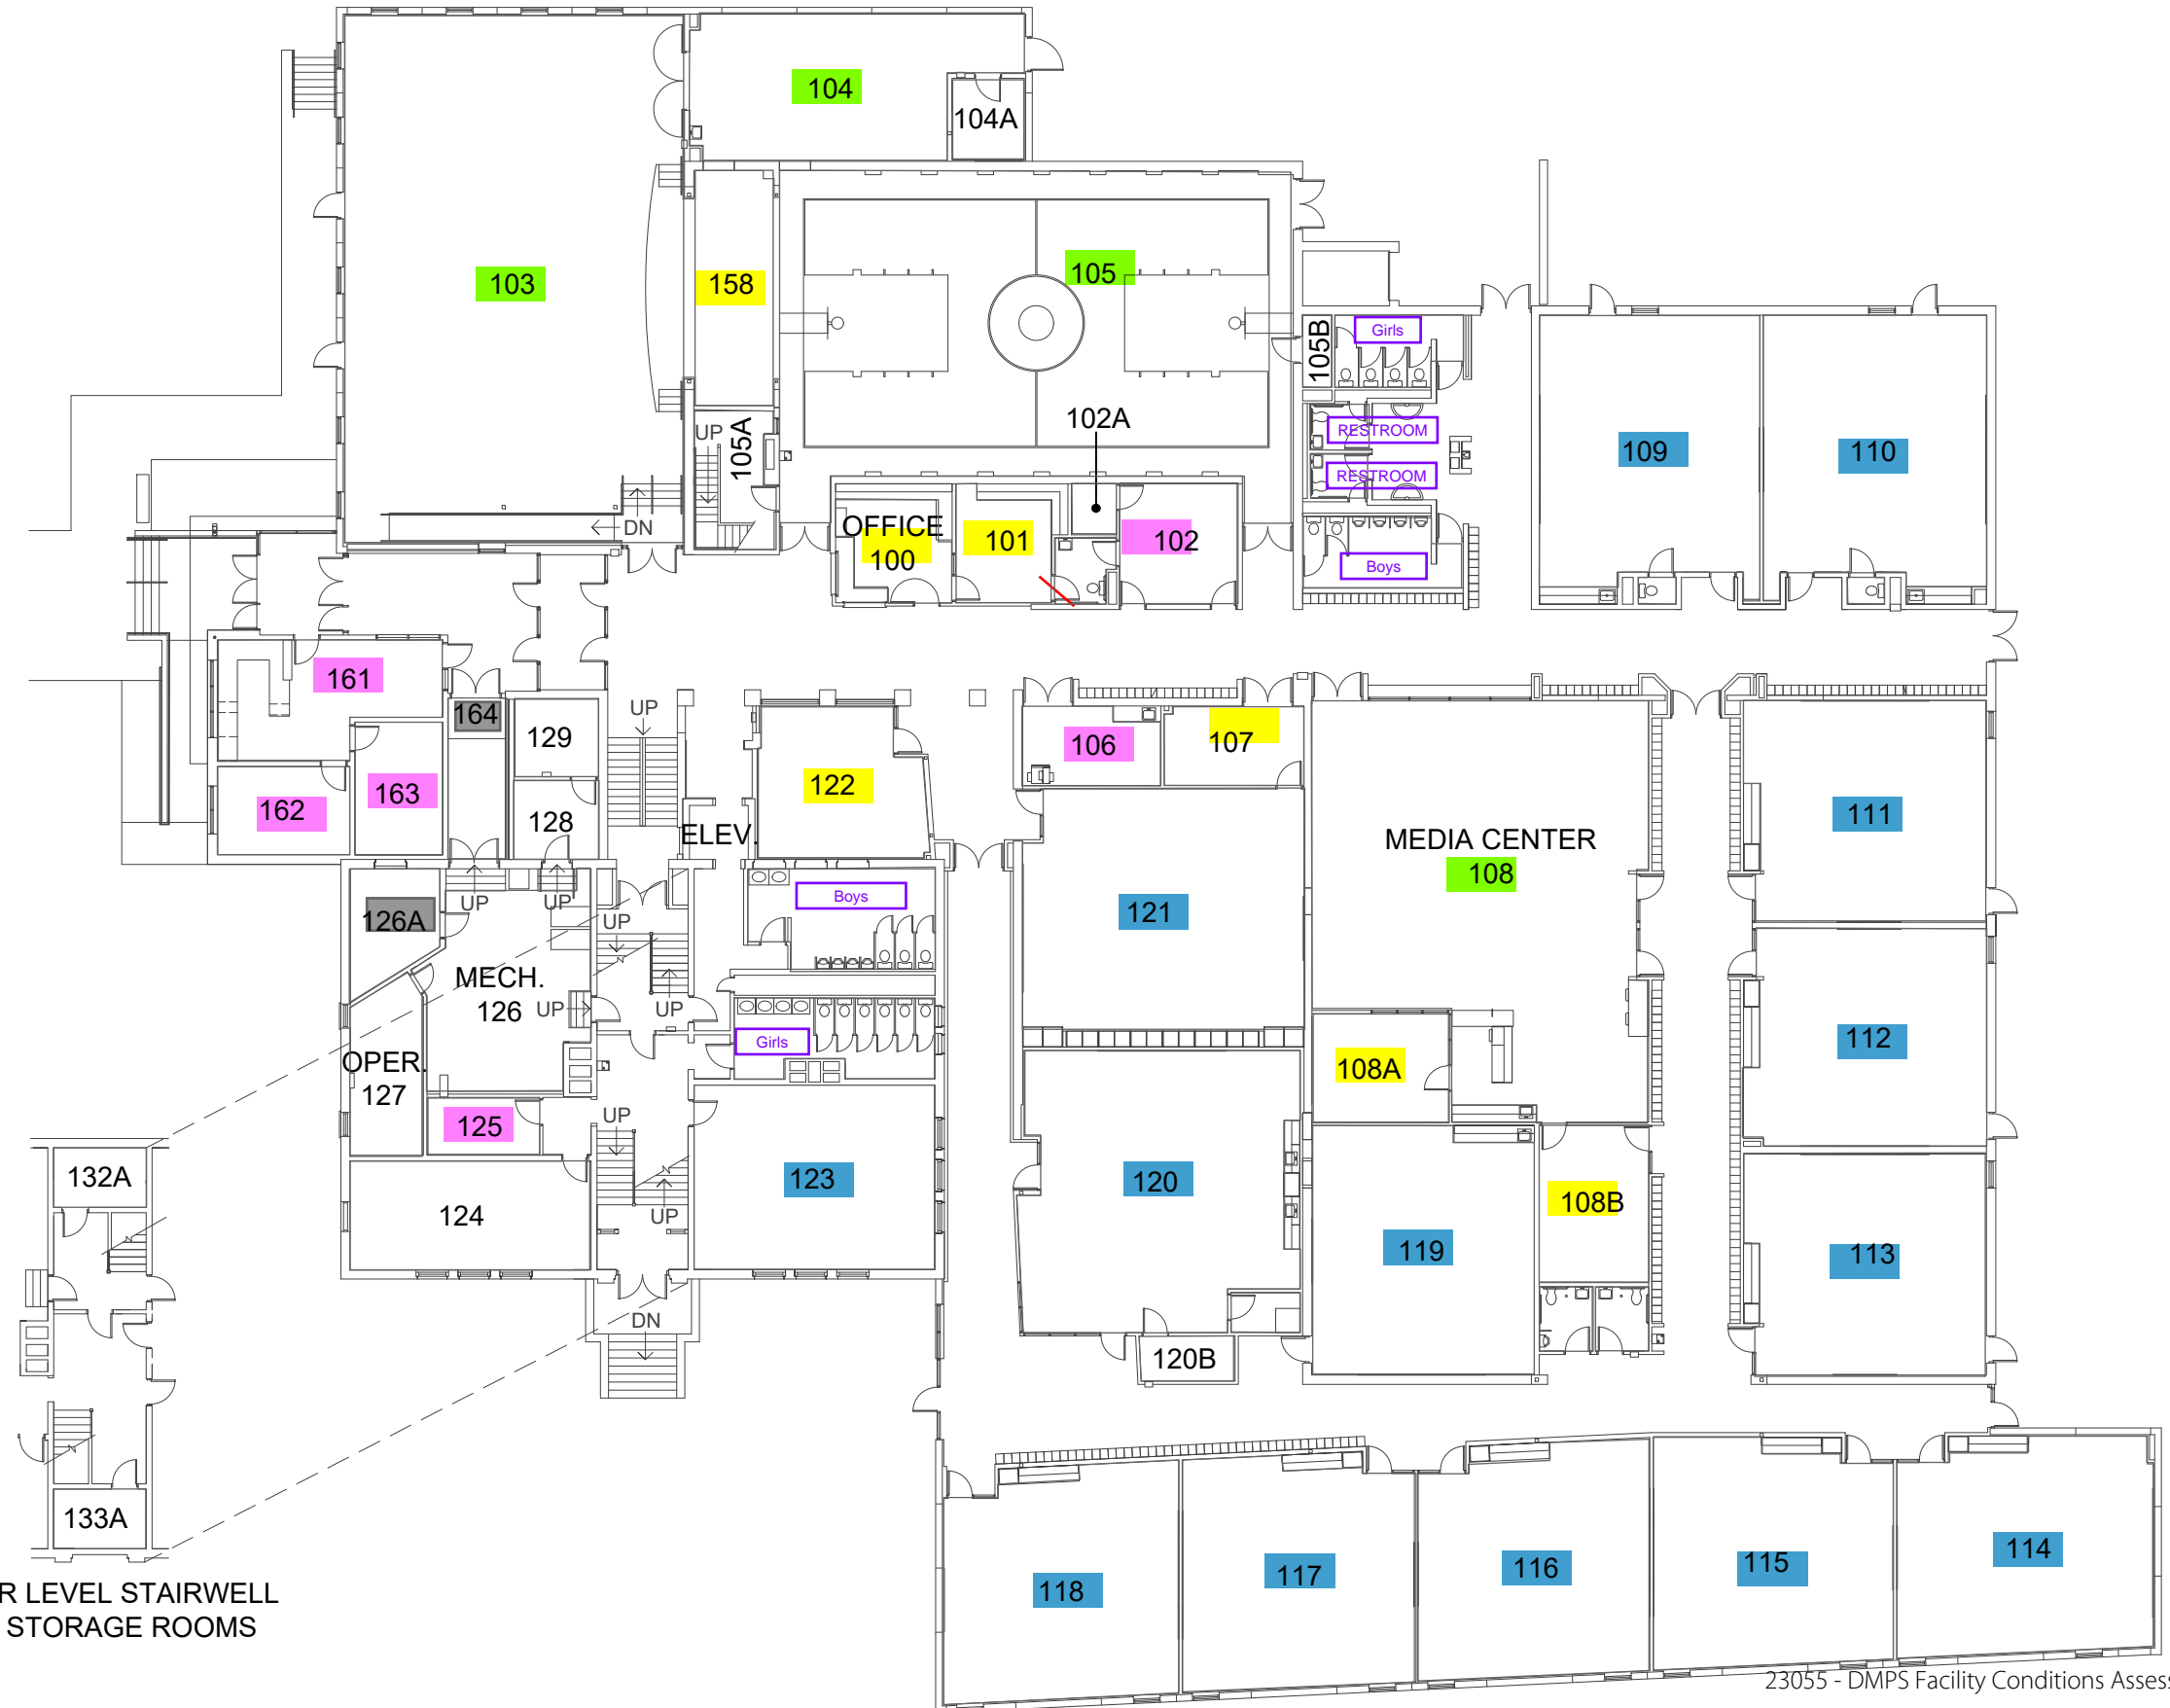 104
104A
103
158
105
105B
Girls
102A
UP
105A
RESTROOM
RESTROOM
109
110
DN
OFFICE
100
101
102
Boys
161
164
129
UP
106
107
162
163
128
122
ELEV.
MEDIA CENTER
108
111
126A
UP
UP
UP
Boys
121
MECH.
126
UP
UP
Girls
OPER.
127
108A
112
125
UP
123
120
132A
124
UP
119
108B
113
DN
120B
133A
118
117
116
115
114
R LEVEL STAIRWELL
STORAGE ROOMS
23055 - DMPS Facility Conditions Assess